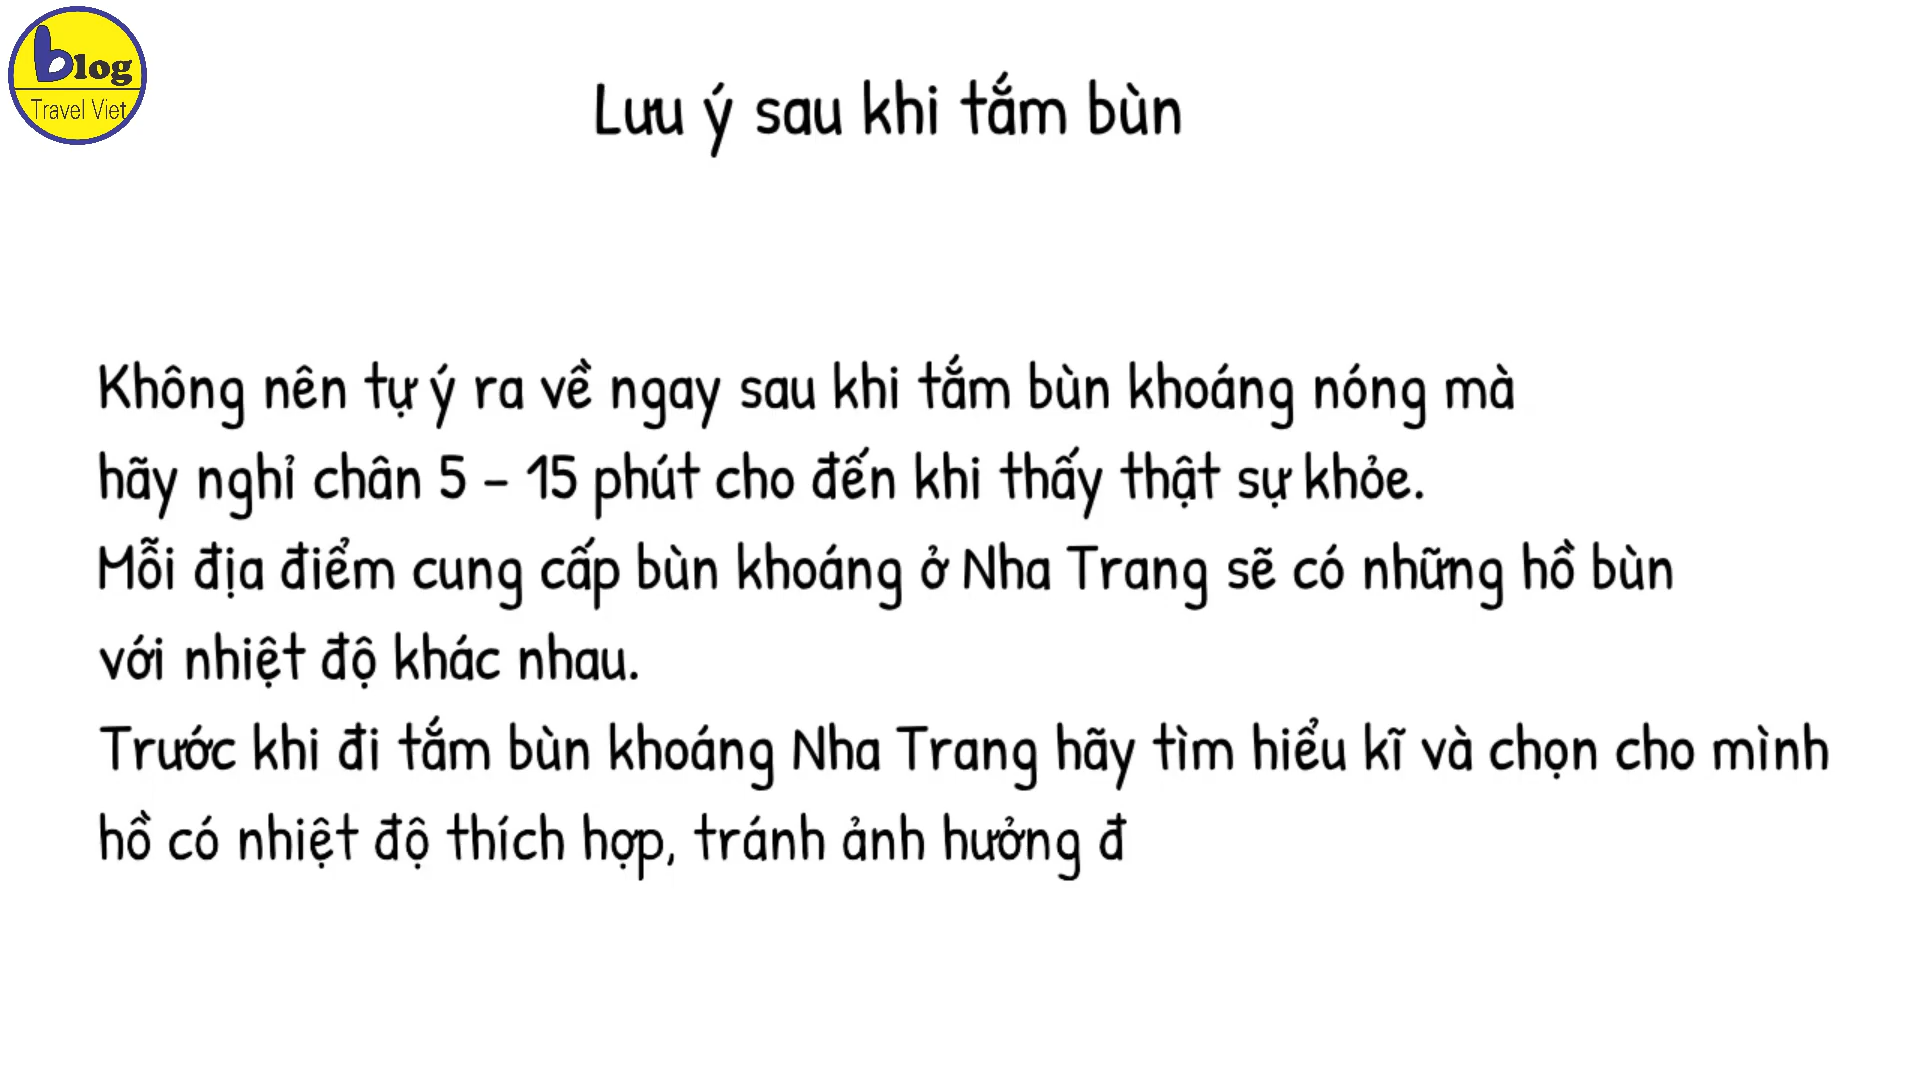 blog
Travel Viet
Lưu ý sau khi tắm bùn
Không nên tự ý ra về ngay sau khi tắm bùn khoáng nóng mà
hãy nghỉ chân 5 – 15 phút cho đến khi thấy thật sự khỏe.
Mỗi địa điểm cung cấp bùn khoáng ở Nha Trang sẽ có những hồ bùn
với nhiệt độ khác nhau.
Trước khi đi tắm bùn khoáng Nha Trang hãy tìm hiểu kĩ và chọn cho mình
hồ có nhiệt độ thích hợp, tránh ảnh hưởng đ